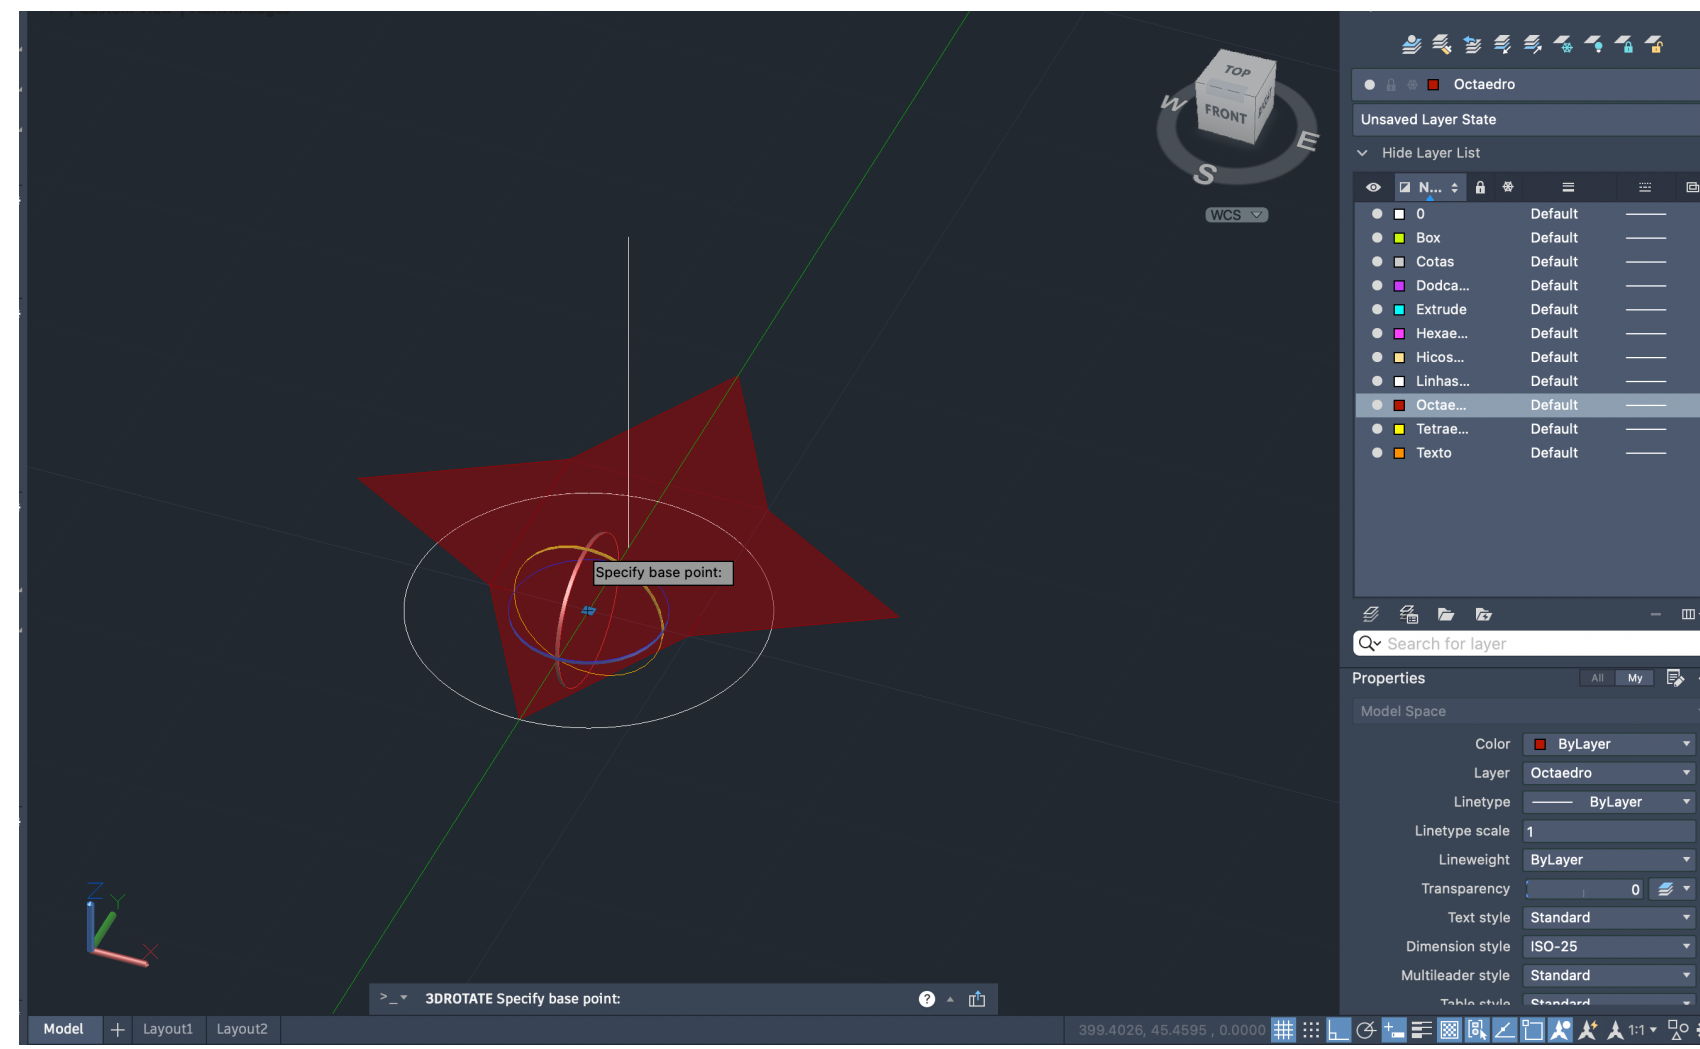 TOP
FRONT
W
E
S
WCS
Specify base point:
Z
Y
X
>_ 3DROTATE Specify base point:
?
Model
Layout1
Layout2
399.4026, 45.4595 , 0.0000
1:1
Octaedro
Unsaved Layer State
Hide Layer List
N...
0 Default
Box Default
Cotas Default
Dodca... Default
Extrude Default
Hexae... Default
Hicos... Default
Linhas... Default
Octae... Default
Tetrae... Default
Texto Default
Search for layer
Properties All My
Model Space
Color ByLayer
Layer Octaedro
Linetype ByLayer
Linetype scale 1
Lineweight ByLayer
Transparency 0
Text style Standard
Dimension style ISO-25
Multileader style Standard
Table style Standard